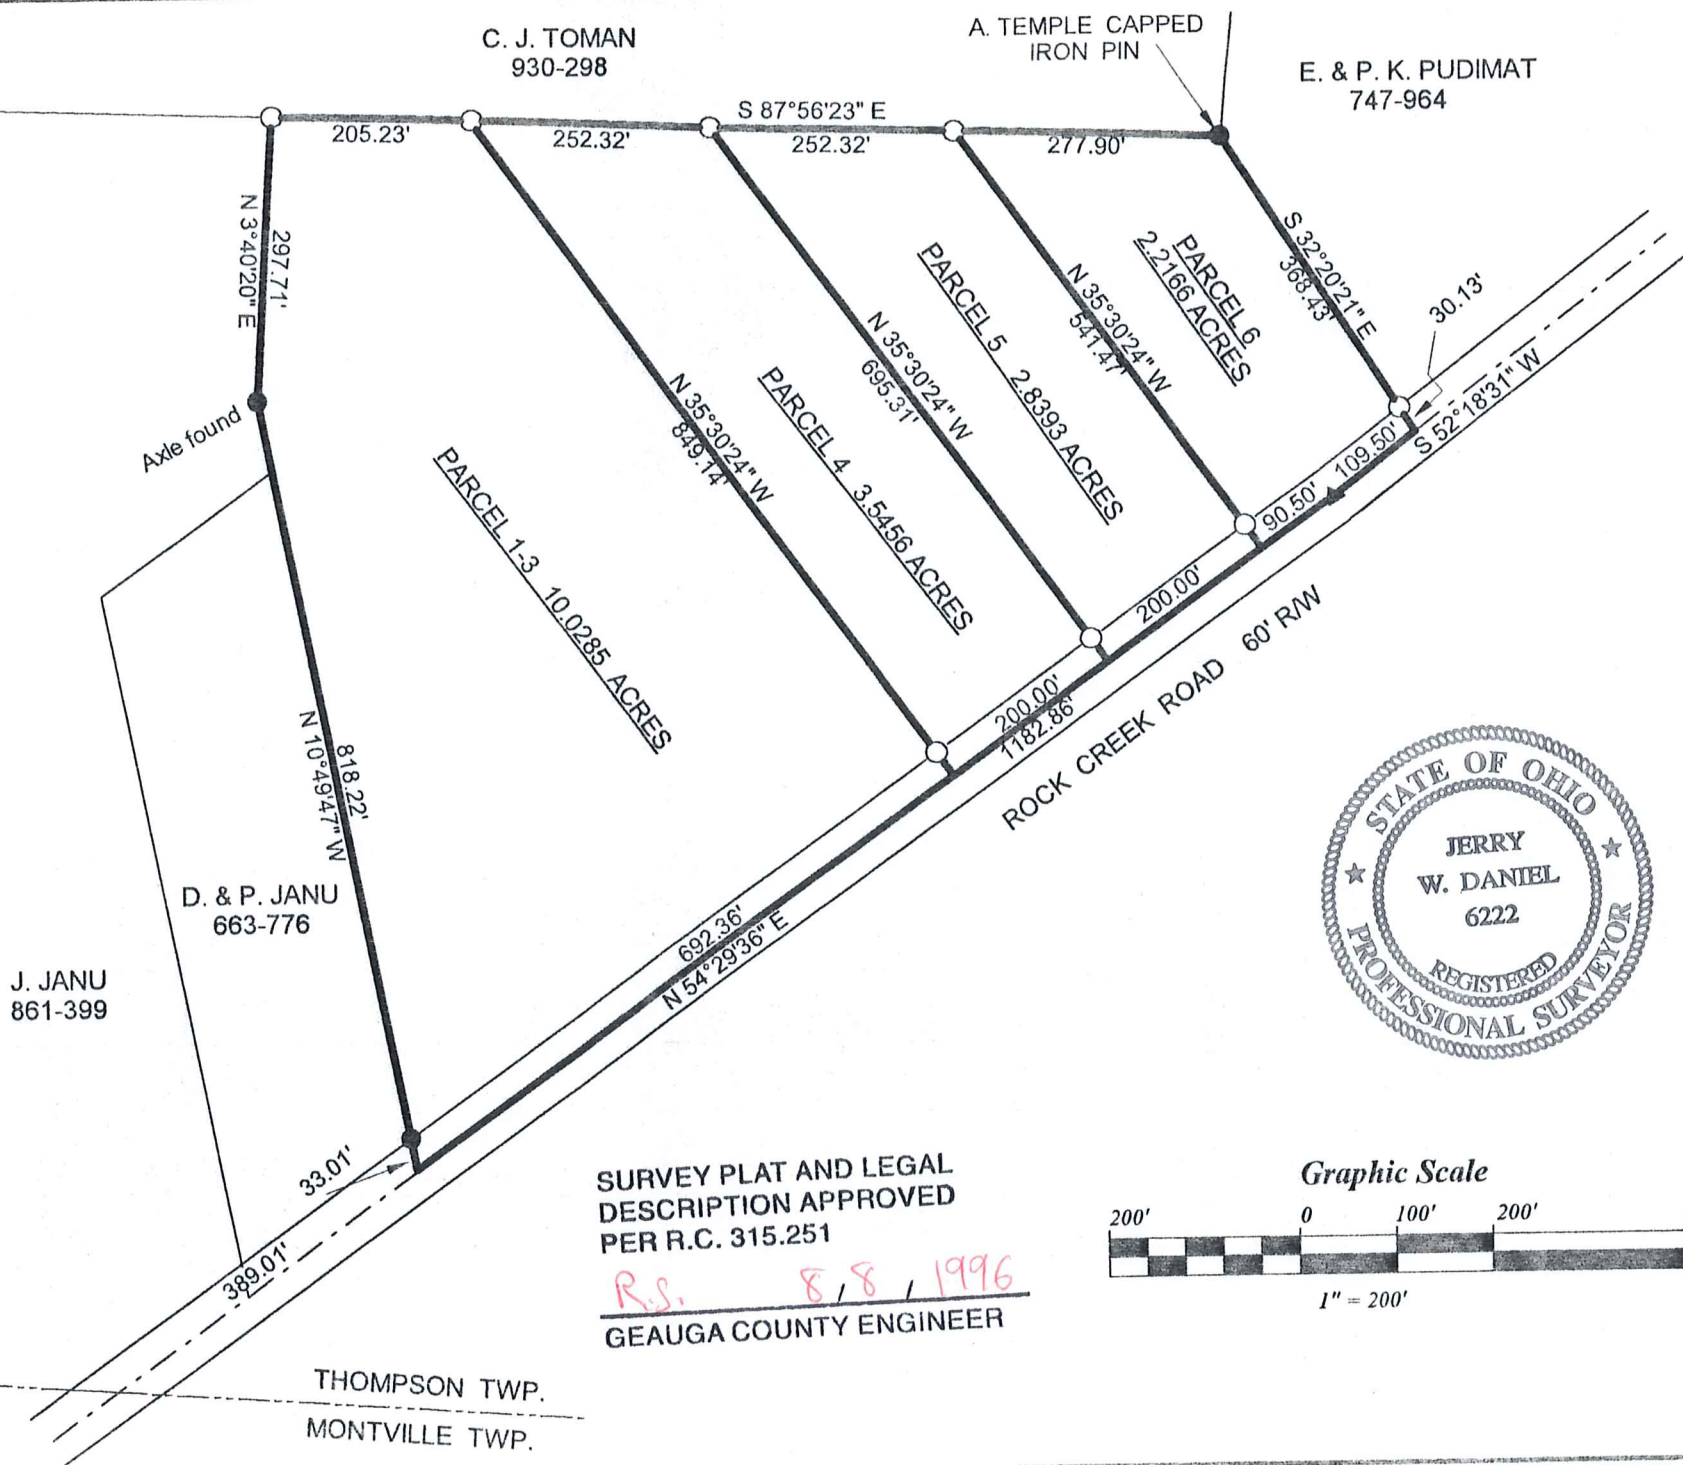 C. J. TOMAN
930-298
A. TEMPLE CAPPED
IRON PIN
E. & P. K. PUDIMAT
747-964
S 87°56'23" E
205.23'
252.32'
252.32'
277.90'
N 3°40'20" E
297.71'
Axle found
S 32°20'21" E
368.43'
30.13'
PARCEL 6
2.2166 ACRES
N 35°30'24" W
541.47'
PARCEL 5 2.8393 ACRES
N 35°30'24" W
695.31'
PARCEL 4 3.5456 ACRES
N 35°30'24" W
849.14'
PARCEL 1-3 10.0285 ACRES
109.50'
S 52°18'31" W
90.50'
200.00'
200.00'
1182.86'
ROCK CREEK ROAD 60' R/W
692.36'
N 54°29'36" E
818.22'
N 10°49'47" W
D. & P. JANU
663-776
J. JANU
861-399
33.01'
389.01'
STATE OF OHIO
JERRY
W. DANIEL
6222
REGISTERED
PROFESSIONAL SURVEYOR
SURVEY PLAT AND LEGAL
DESCRIPTION APPROVED
PER R.C. 315.251
R.S. 8, 8, 1996
GEAUGA COUNTY ENGINEER
Graphic Scale
200' 0 100' 200'
1" = 200'
THOMPSON TWP.
MONTVILLE TWP.